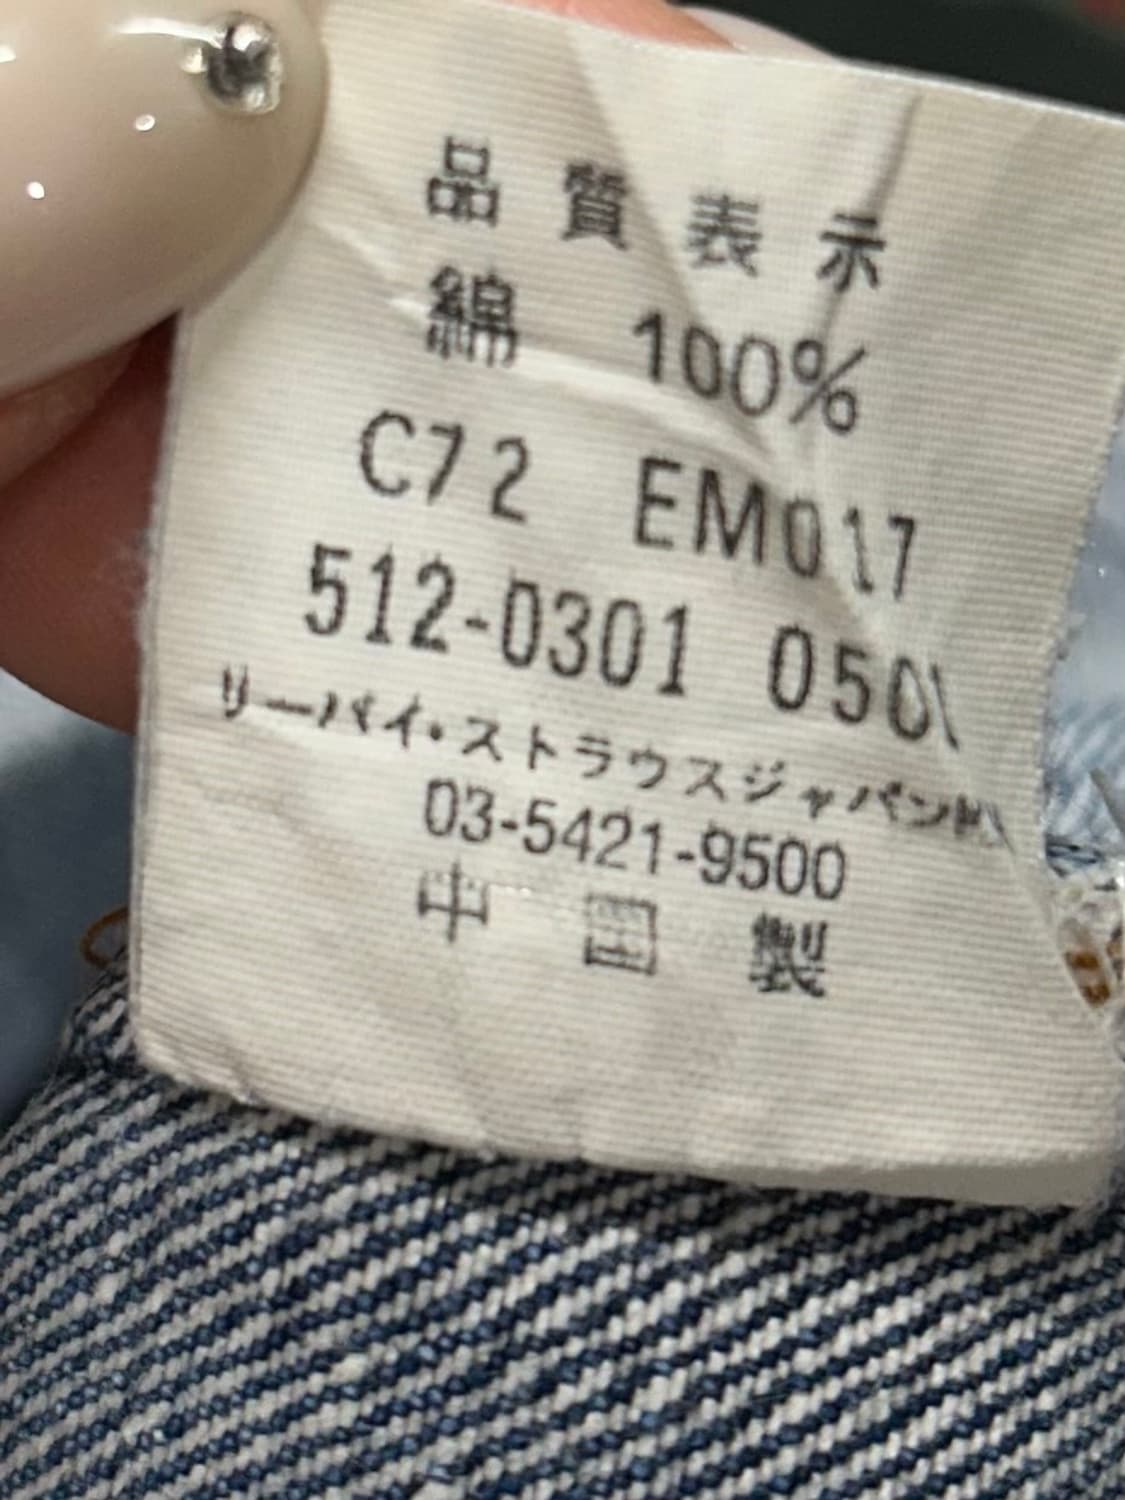 品質表示
綿 100%
C72 EM017
512-0301 050
リーバイ・ストラウスジャパン
03-5421-9500
中国製